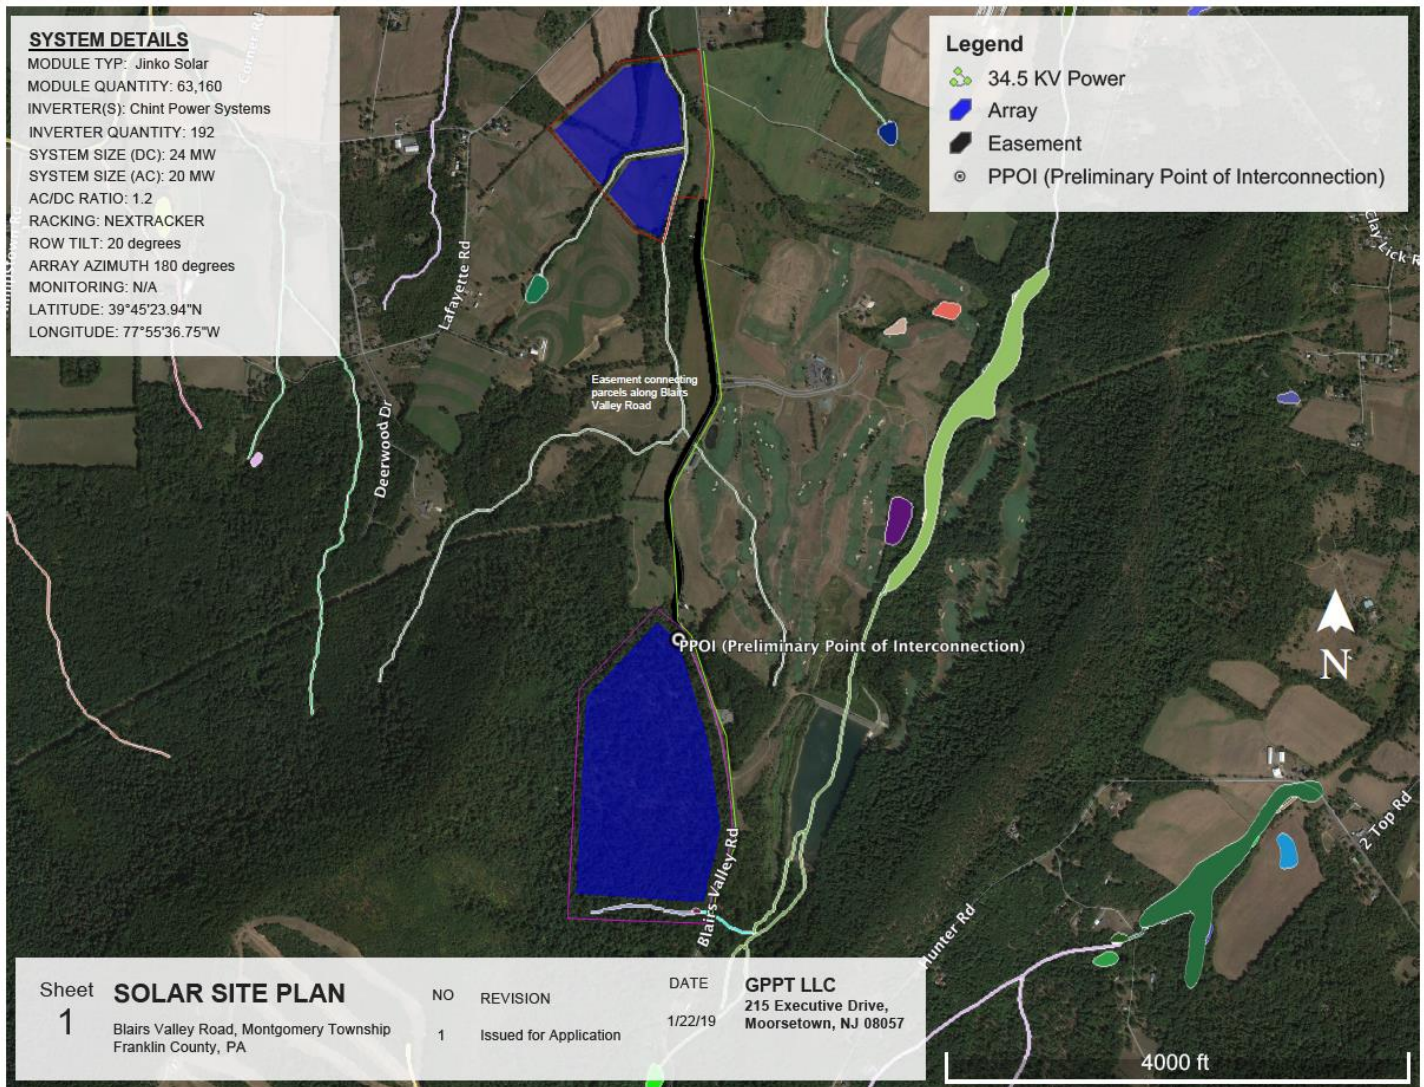 SYSTEM DETAILS
MODULE TYP: Jinko Solar
MODULE QUANTITY: 63,160
INVERTER(S): Chint Power Systems
INVERTER QUANTITY: 192
SYSTEM SIZE (DC): 24 MW
SYSTEM SIZE (AC): 20 MW
AC/DC RATIO: 1.2
RACKING: NEXTRACKER
ROW TILT: 20 degrees
ARRAY AZIMUTH 180 degrees
MONITORING: N/A
LATITUDE: 39°45'23.94"N
LONGITUDE: 77°55'36.75"W
Corner Rd
Legend
34.5 KV Power
Array
Easement
PPOI (Preliminary Point of Interconnection)
Clay Lick R
Lafayette Rd
Easement connecting
parcels along Blairs
Valley Road
Deerwood Dr
PPOI (Preliminary Point of Interconnection)
N
2 Top Rd
Blairs Valley Rd
Hunter Rd
Sheet
1
SOLAR SITE PLAN
Blairs Valley Road, Montgomery Township
Franklin County, PA
NO
1
REVISION
Issued for Application
DATE
1/22/19
GPPT LLC
215 Executive Drive,
Moorsetown, NJ 08057
4000 ft